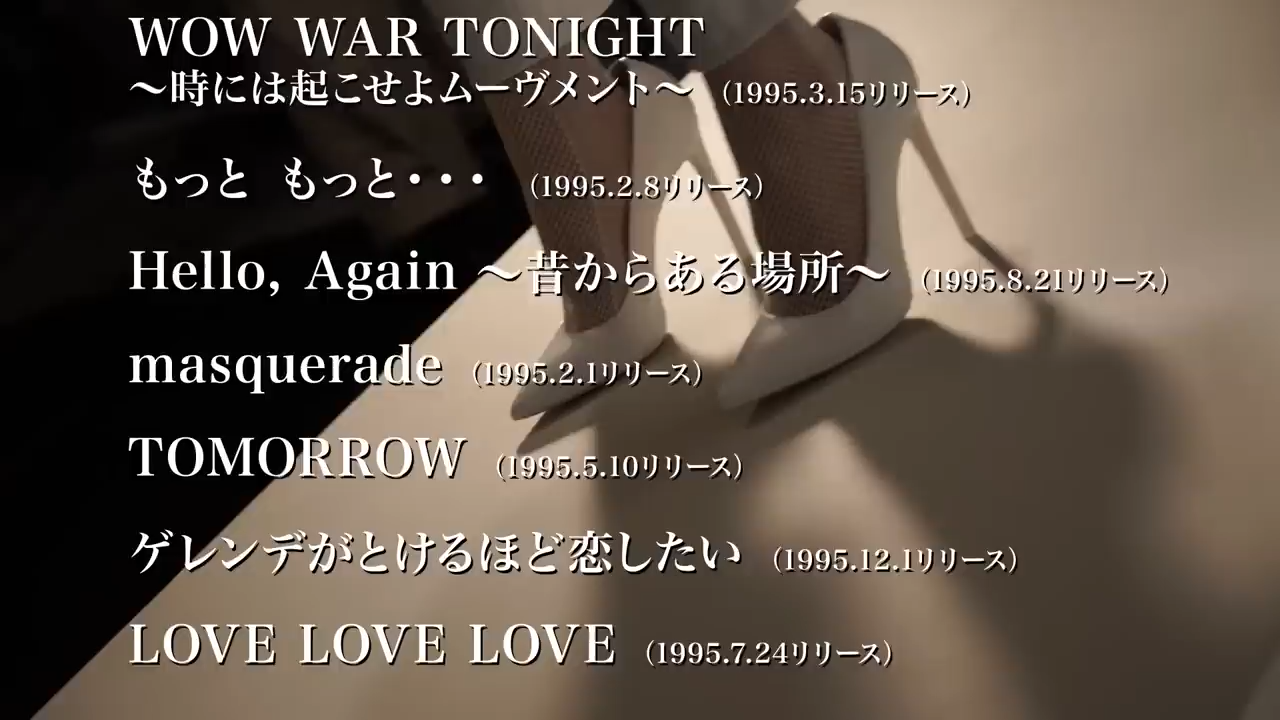 WOW WAR TONIGHT
～時には起こせよムーヴメント～ （1995.3.15リリース）
もっと もっと・・・ （1995.2.8リリース）
Hello, Again ～昔からある場所～ （1995.8.21リリース）
masquerade （1995.2.1リリース）
TOMORROW （1995.5.10リリース）
ゲレンデがとけるほど恋したい （1995.12.1リリース）
LOVE LOVE LOVE （1995.7.24リリース）